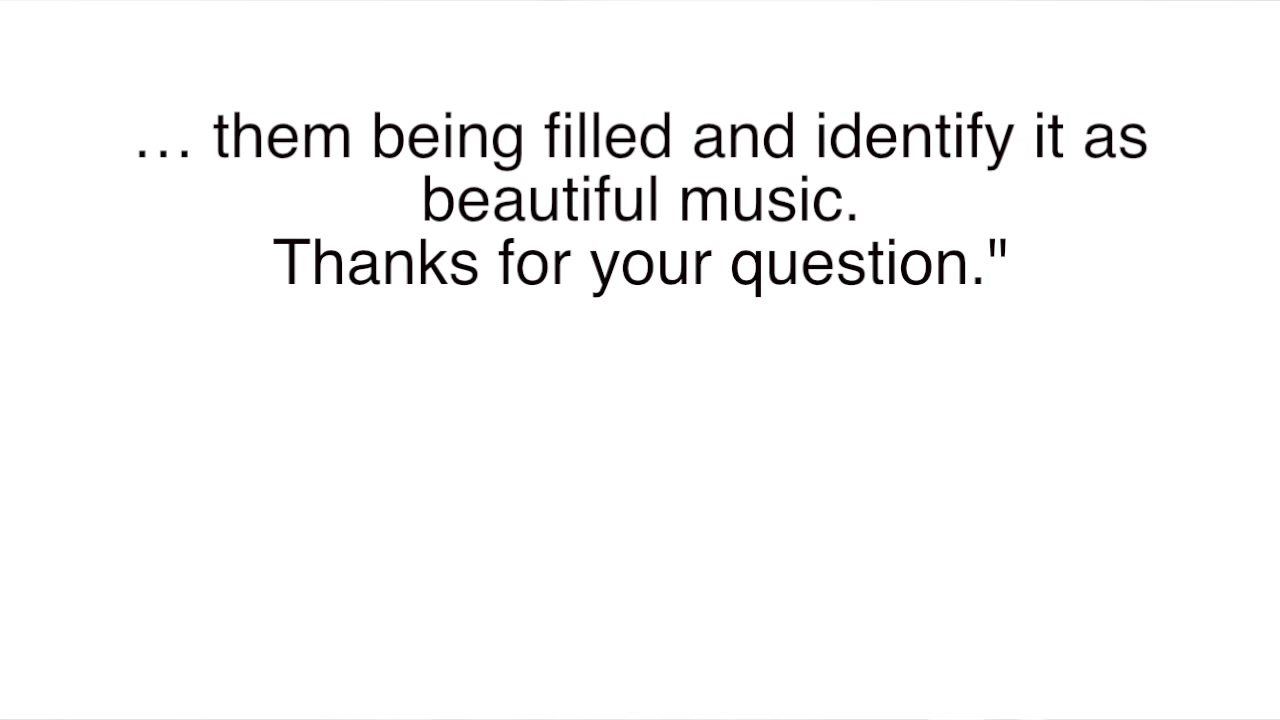 … them being filled and identify it as
beautiful music.
Thanks for your question."